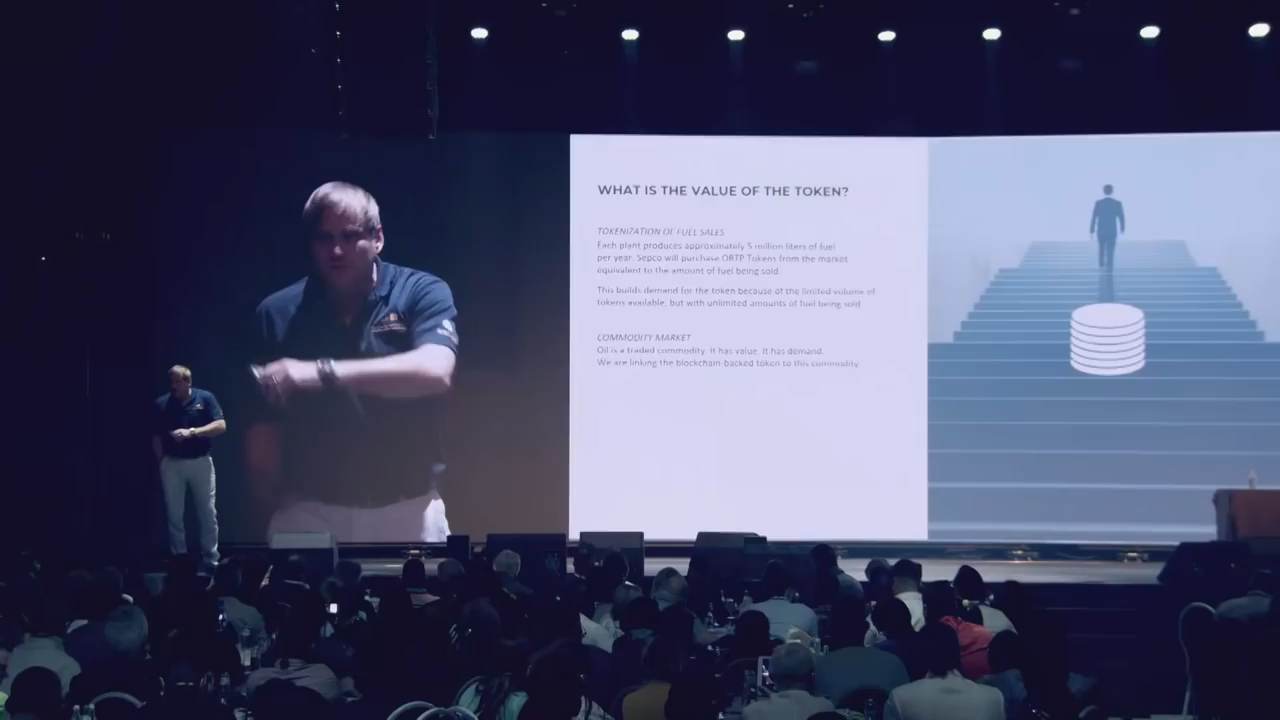 WHAT IS THE VALUE OF THE TOKEN?
TOKENIZATION OF FUEL SALES
Each plant produces approximately 5 million liters of fuel
per year. Sepco will purchase ORTP Tokens from the market
equivalent to the amount of fuel being sold.
This builds demand for the token because of the limited volume of
tokens available, but with unlimited amounts of fuel being sold
COMMODITY MARKET
Oil is a traded commodity. It has value. It has demand.
We are linking the blockchain-backed token to this commodity